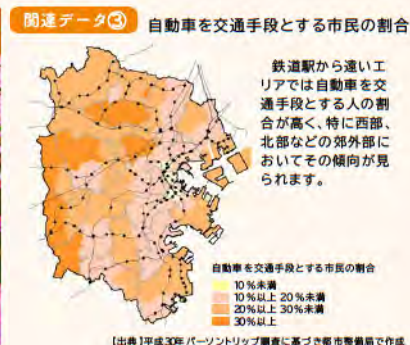 関連データ③ 自動車を交通手段とする市民の割合
鉄道駅から遠いエ
リアでは自動車を交
通手段とする人の割
合が高く、特に西部、
北部などの郊外部に
おいてその傾向が見
られます。
自動車を交通手段とする市民の割合
10%未満
10%以上 20%未満
20%以上 30%未満
30%以上
【出典】平成30年パーソントリップ調査に基づき都市整備局で作成